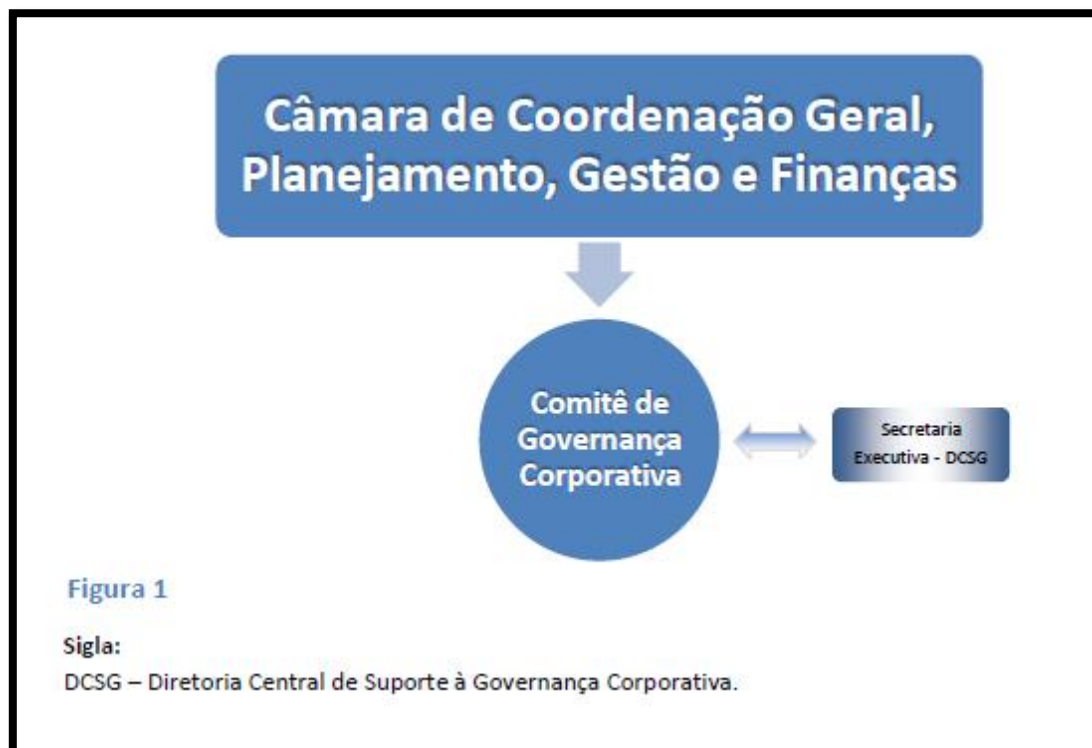 Câmara de Coordenação Geral,
Planejamento, Gestão e Finanças
Comitê de
Governança
Corporativa
Secretaria
Executiva - DCSG
Figura 1
Sigla:
DCSG – Diretoria Central de Suporte à Governança Corporativa.